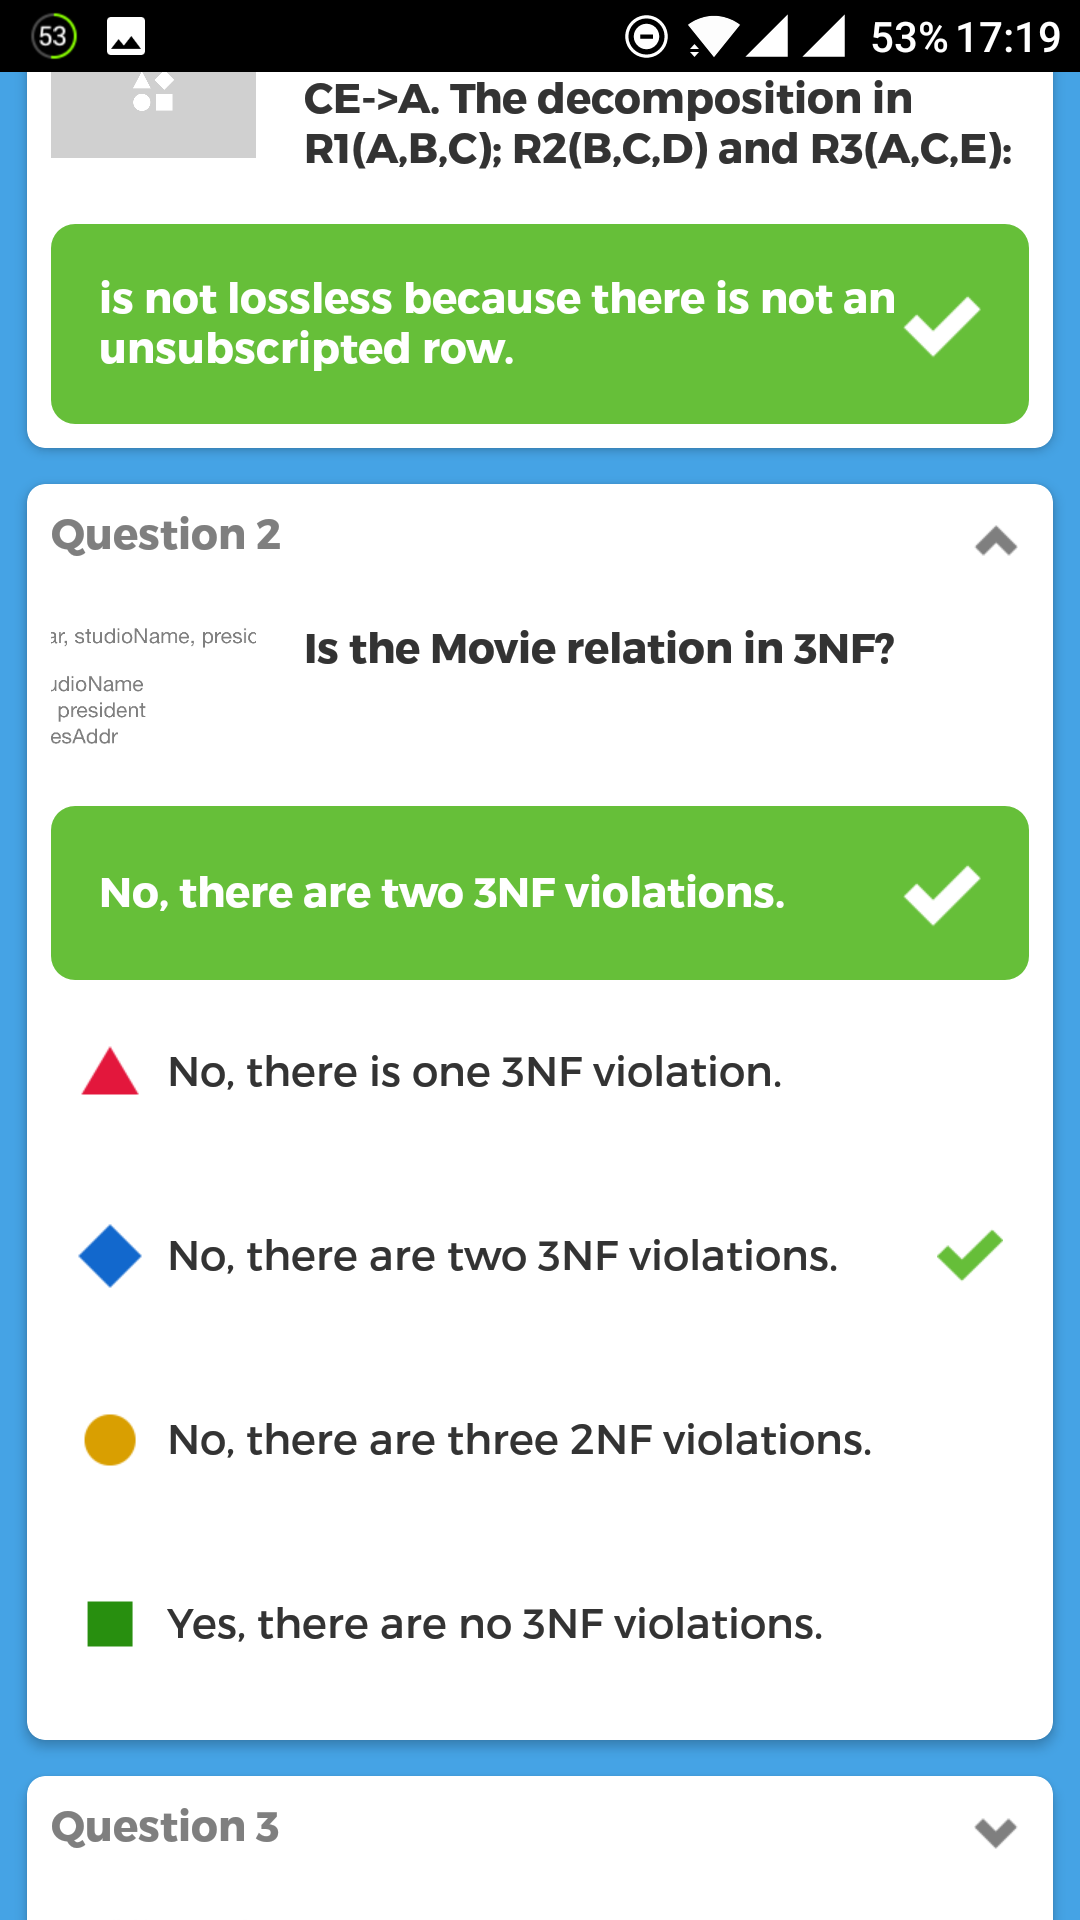 53
53% 17:19
CE->A. The decomposition in
R1(A,B,C); R2(B,C,D) and R3(A,C,E):
is not lossless because there is not an
unsubscripted row.
Question 2
ar, studioName, presic
Is the Movie relation in 3NF?
udioName
president
esAddr
No, there are two 3NF violations.
No, there is one 3NF violation.
No, there are two 3NF violations.
No, there are three 2NF violations.
Yes, there are no 3NF violations.
Question 3